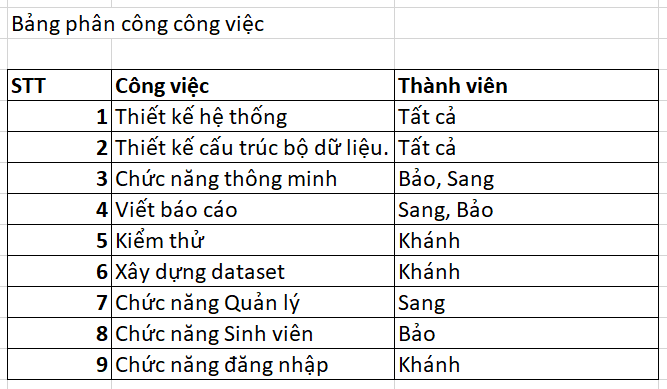 Bảng phân công công việc
STT Công việc Thành viên
1 Thiết kế hệ thống Tất cả
2 Thiết kế cấu trúc bộ dữ liệu. Tất cả
3 Chức năng thông minh Bảo, Sang
4 Viết báo cáo Sang, Bảo
5 Kiểm thử Khánh
6 Xây dựng dataset Khánh
7 Chức năng Quản lý Sang
8 Chức năng Sinh viên Bảo
9 Chức năng đăng nhập Khánh